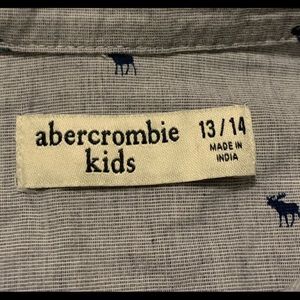 abercrombie
kids
13/14
MADE IN
INDIA